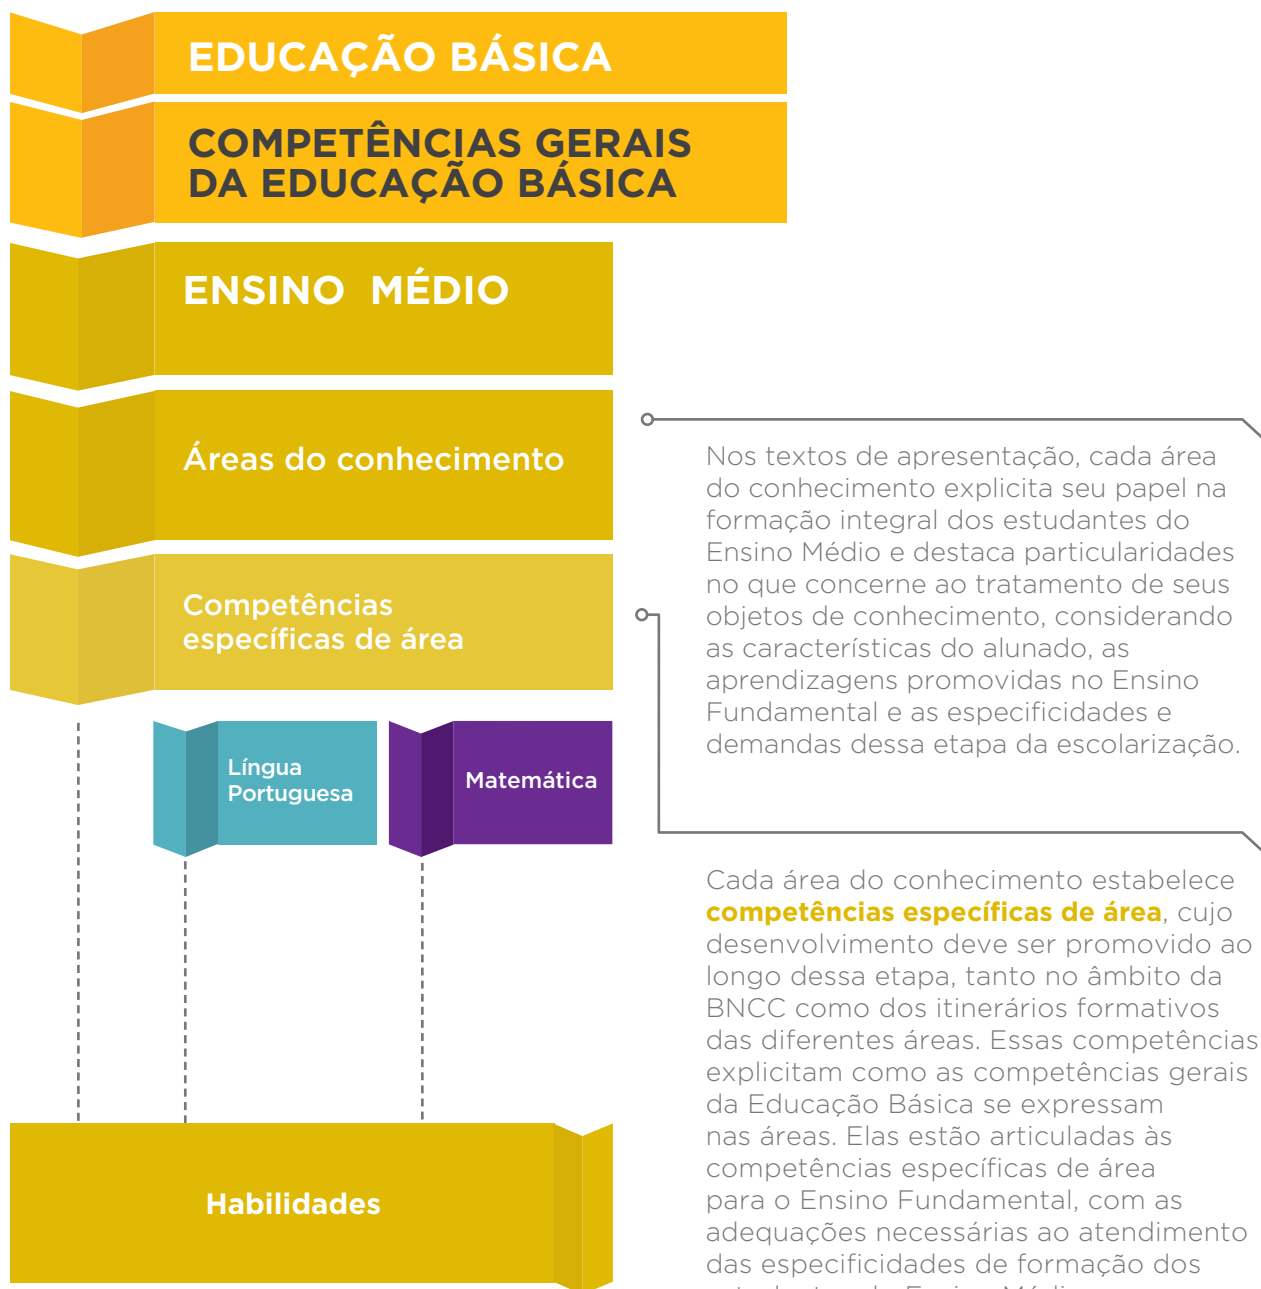 EDUCAÇÃO BÁSICA
COMPETÊNCIAS GERAIS
DA EDUCAÇÃO BÁSICA
ENSINO MÉDIO
Áreas do conhecimento
Nos textos de apresentação, cada área
do conhecimento explicita seu papel na
formação integral dos estudantes do
Ensino Médio e destaca particularidades
no que concerne ao tratamento de seus
objetos de conhecimento, considerando
as características do alunado, as
aprendizagens promovidas no Ensino
Fundamental e as especificidades e
demandas dessa etapa da escolarização.
Competências
específicas de área
Cada área do conhecimento estabelece
competências específicas de área, cujo
desenvolvimento deve ser promovido ao
longo dessa etapa, tanto no âmbito da
BNCC como dos itinerários formativos
das diferentes áreas. Essas competências
explicitam como as competências gerais
da Educação Básica se expressam
nas áreas. Elas estão articuladas às
competências específicas de área
para o Ensino Fundamental, com as
adequações necessárias ao atendimento
das especificidades de formação dos
Língua
Portuguesa
Matemática
Habilidades